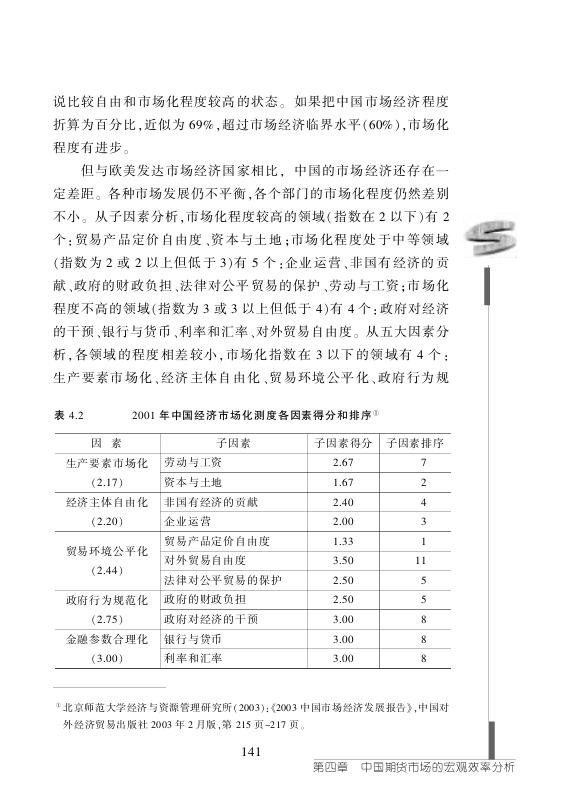 说比较自由和市场化程度较高的状态。如果把中国市场经济程度
折算为百分比,近似为69%,超过市场经济临界水平(60%),市场化
程度有进步。
但与欧美发达市场经济国家相比，中国的市场经济还存在一
定差距。各种市场发展仍不平衡,各个部门的市场化程度仍然差别
不小。从子因素分析,市场化程度较高的领域(指数在2以下)有2
个:贸易产品定价自由度、资本与土地;市场化程度处于中等领域
(指数为2或2以上但低于3)有5个:企业运营、非国有经济的贡
献、政府的财政负担、法律对公平贸易的保护、劳动与工资;市场化
程度不高的领域(指数为3或3以上但低于4)有4个:政府对经济
的干预、银行与货币、利率和汇率、对外贸易自由度。从五大因素分
析,各领域的程度相差较小,市场化指数在3以下的领域有4个:
生产要素市场化、经济主体自由化、贸易环境公平化、政府行为规
表4.2 2001年中国经济市场化测度各因素得分和排序①
因 素 子因素 子因素得分 子因素排序
生产要素市场化 劳动与工资 2.67 7
(2.17) 资本与土地 1.67 2
经济主体自由化 非国有经济的贡献 2.40 4
(2.20) 企业运营 2.00 3
贸易环境公平化 贸易产品定价自由度 1.33 1
(2.44) 对外贸易自由度 3.50 11
法律对公平贸易的保护 2.50 5
政府行为规范化 政府的财政负担 2.50 5
(2.75) 政府对经济的干预 3.00 8
金融参数合理化 银行与货币 3.00 8
(3.00) 利率和汇率 3.00 8
①北京师范大学经济与资源管理研究所(2003):《2003中国市场经济发展报告》,中国对
外经济贸易出版社2003年2月版,第215页–217页。
141
第四章 中国期货市场的宏观效率分析